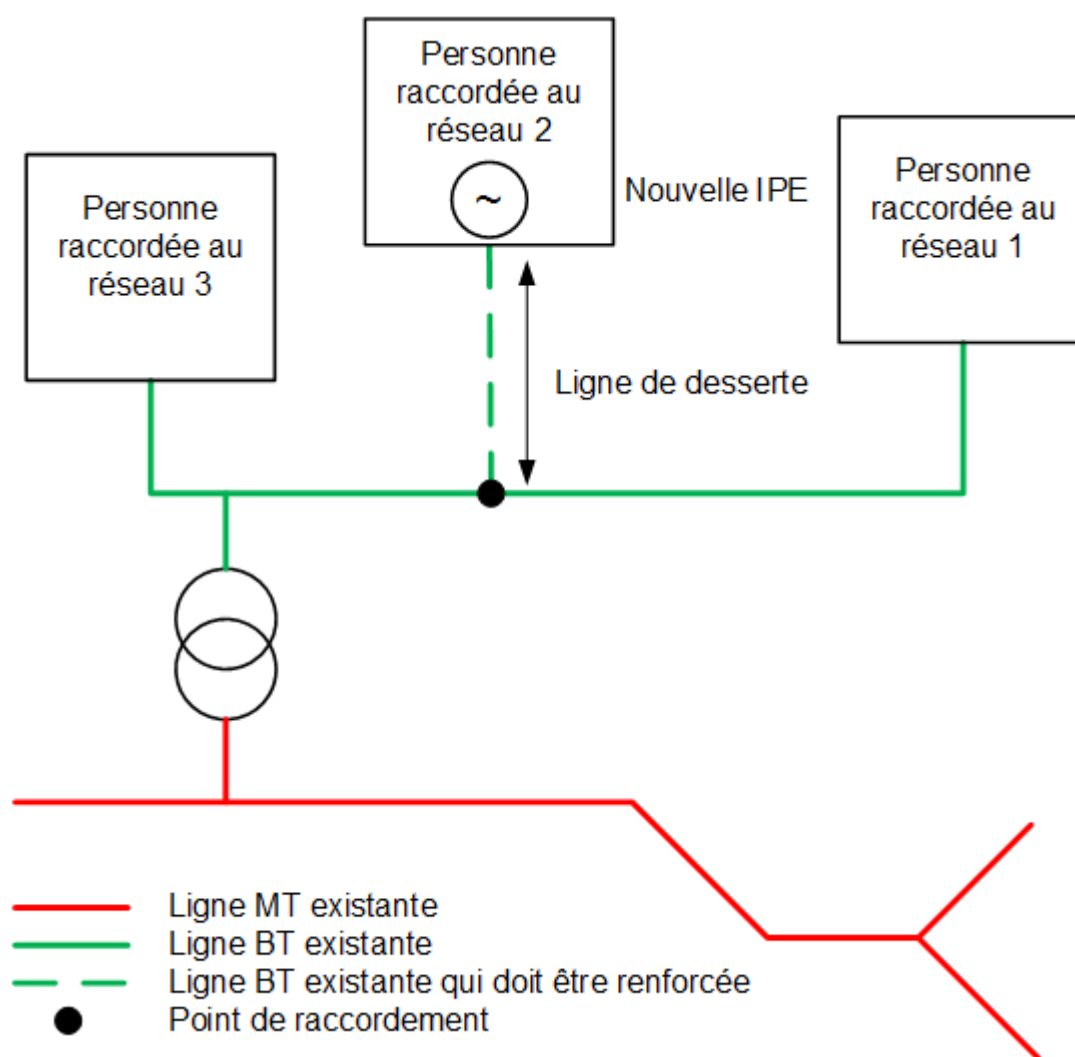 Personne
raccordée au
réseau 2
~
Nouvelle IPE
Personne
raccordée au
réseau 1
Personne
raccordée au
réseau 3
Ligne de desserte
Ligne MT existante
Ligne BT existante
Ligne BT existante qui doit être renforcée
Point de raccordement